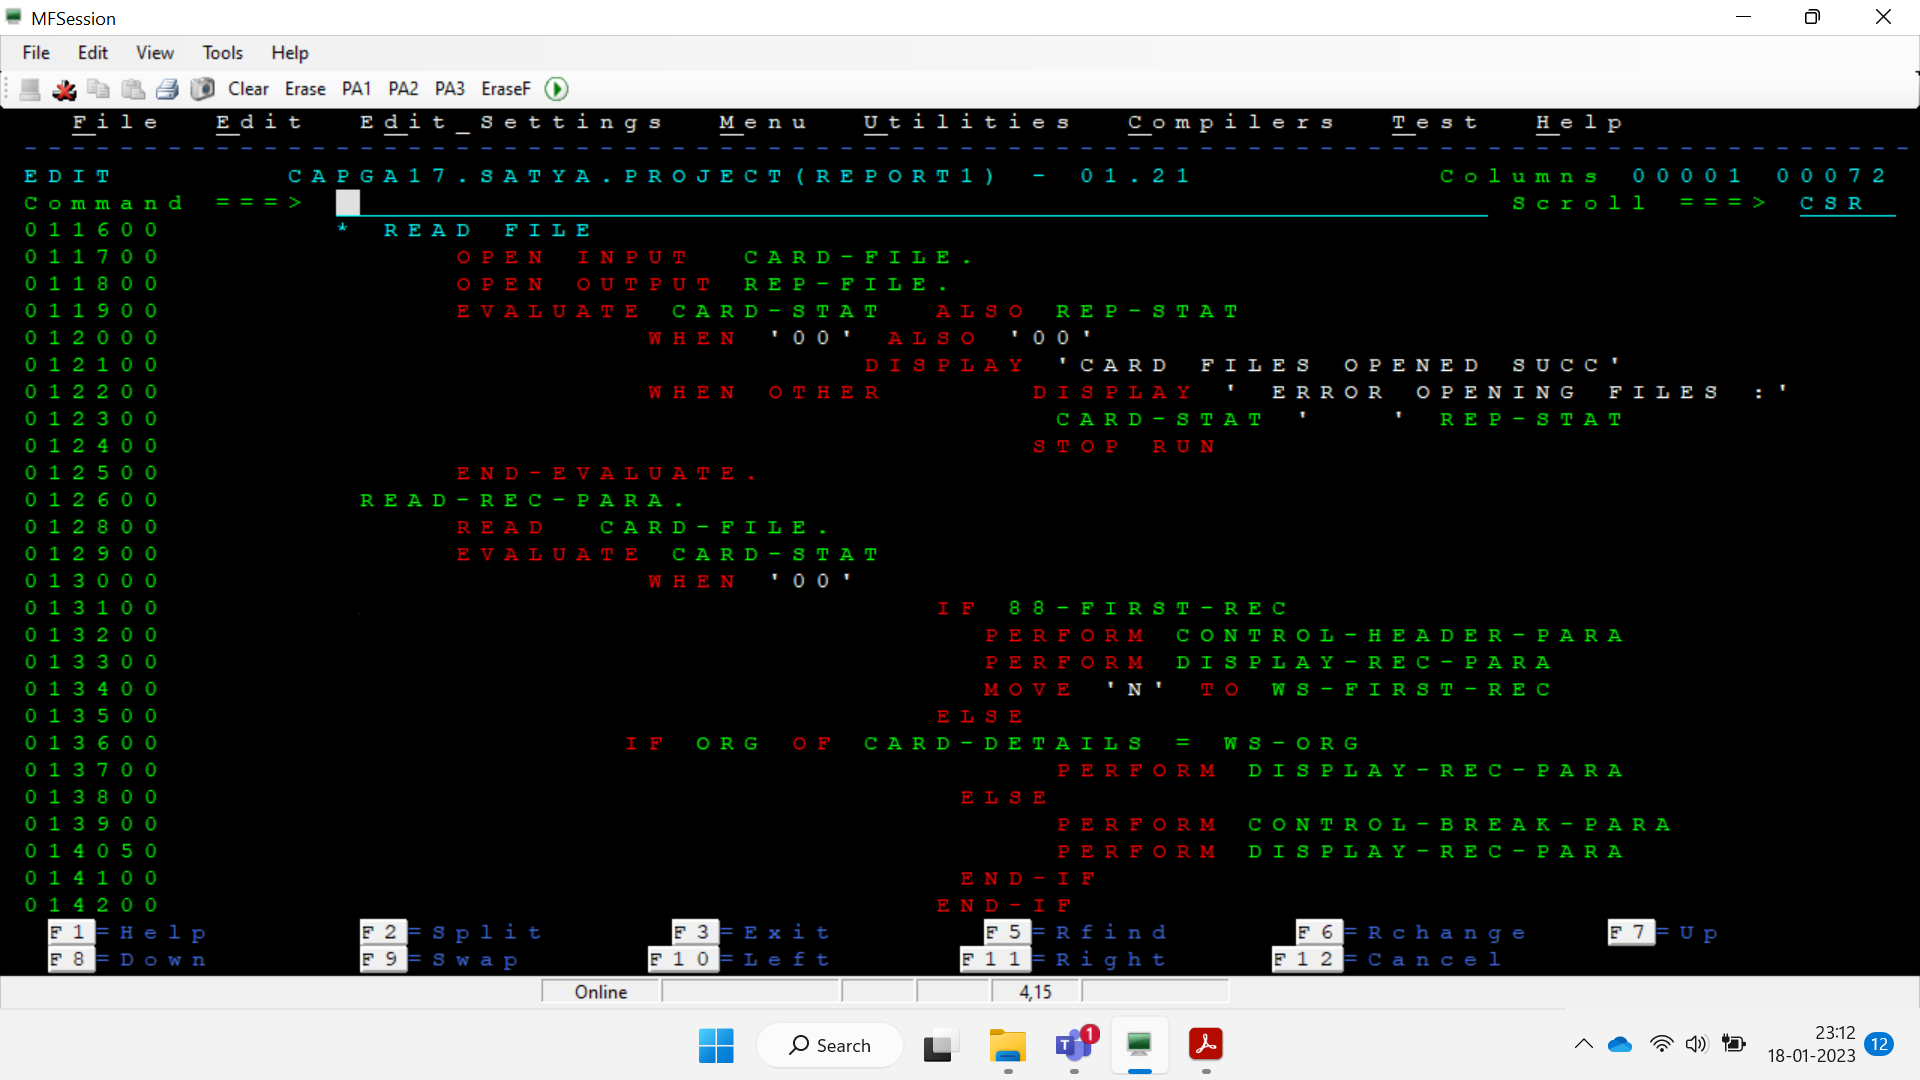 MFSession
File Edit View Tools Help
Clear Erase PA1 PA2 PA3 EraseF
File Edit Edit_Settings Menu Utilities Compilers Test Help
EDIT CAPGA17.SATYA.PROJECT(REPORT1) - 01.21 Columns 00001 00072
Command ===> Scroll ===> CSR
011600 * READ FILE
011700 OPEN INPUT CARD-FILE.
011800 OPEN OUTPUT REP-FILE.
011900 EVALUATE CARD-STAT ALSO REP-STAT
012000 WHEN '00' ALSO '00'
012100 DISPLAY 'CARD FILES OPENED SUCC'
012200 WHEN OTHER DISPLAY ' ERROR OPENING FILES :'
012300 CARD-STAT ' ' REP-STAT
012400 STOP RUN
012500 END-EVALUATE.
012600 READ-REC-PARA.
012800 READ CARD-FILE.
012900 EVALUATE CARD-STAT
013000 WHEN '00'
013100 IF 88-FIRST-REC
013200 PERFORM CONTROL-HEADER-PARA
013300 PERFORM DISPLAY-REC-PARA
013400 MOVE 'N' TO WS-FIRST-REC
013500 ELSE
013600 IF ORG OF CARD-DETAILS = WS-ORG
013700 PERFORM DISPLAY-REC-PARA
013800 ELSE
013900 PERFORM CONTROL-BREAK-PARA
014050 PERFORM DISPLAY-REC-PARA
014100 END-IF
014200 END-IF
F1=Help F2=Split F3=Exit F5=Rfind F6=Rchange F7=Up
F8=Down F9=Swap F10=Left F11=Right F12=Cancel
Online 4,15
Search
1
23:12
18-01-2023
12